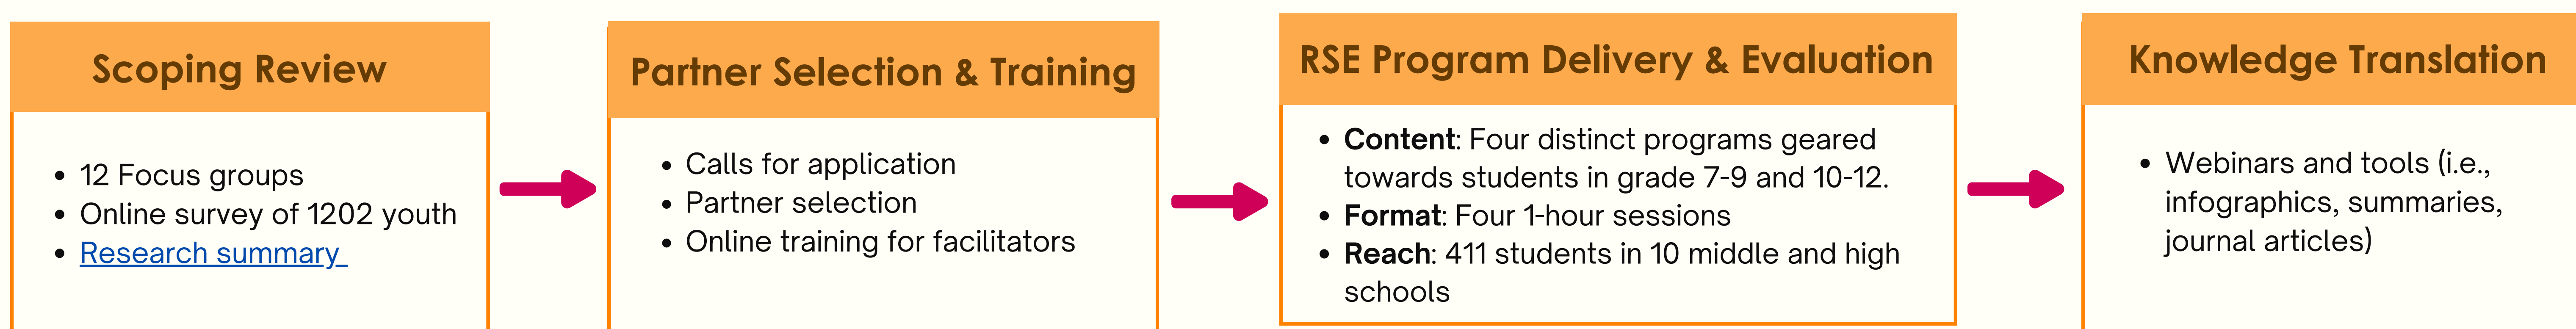 Scoping Review
• 12 Focus groups
• Online survey of 1202 youth
• Research summary
Partner Selection & Training
• Calls for application
• Partner selection
• Online training for facilitators
RSE Program Delivery & Evaluation
• Content: Four distinct programs geared
towards students in grade 7-9 and 10-12.
• Format: Four 1-hour sessions
• Reach: 411 students in 10 middle and high
schools
Knowledge Translation
• Webinars and tools (i.e.,
infographics, summaries,
journal articles)